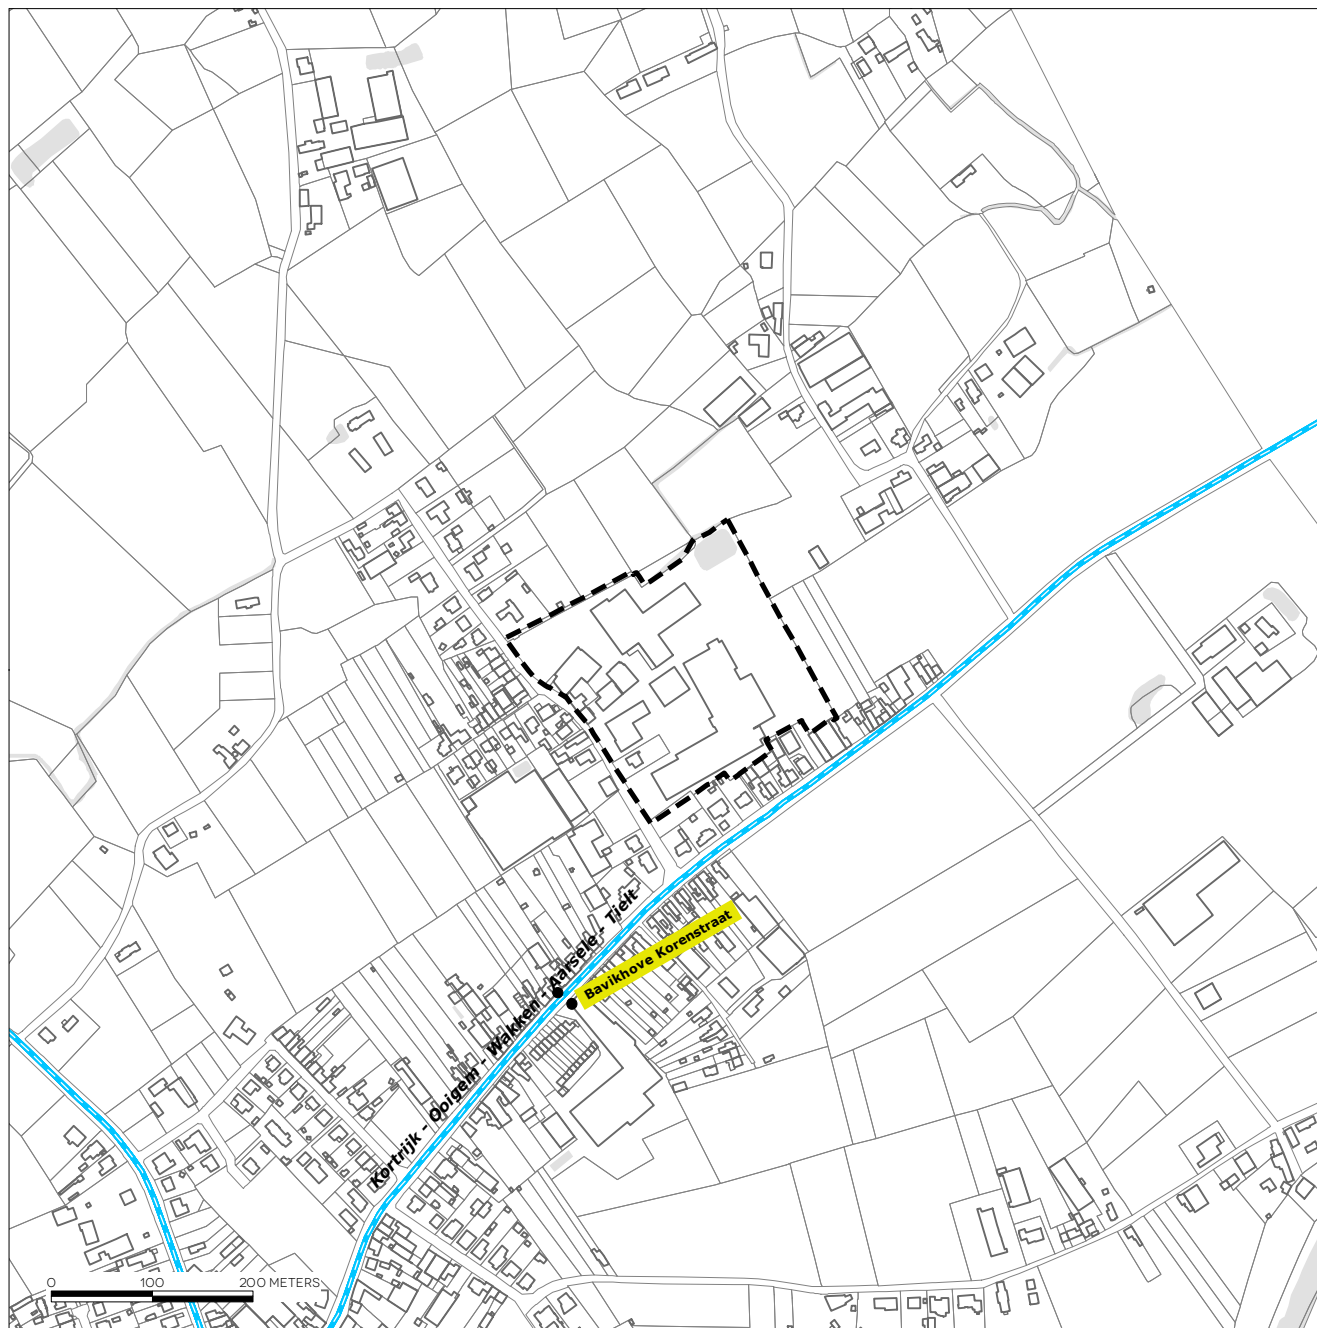 Kortrijk - Ooigem - Wakken - Aarsele - Tielt
Bavikhove Korenstraat
0 100 200 METERS